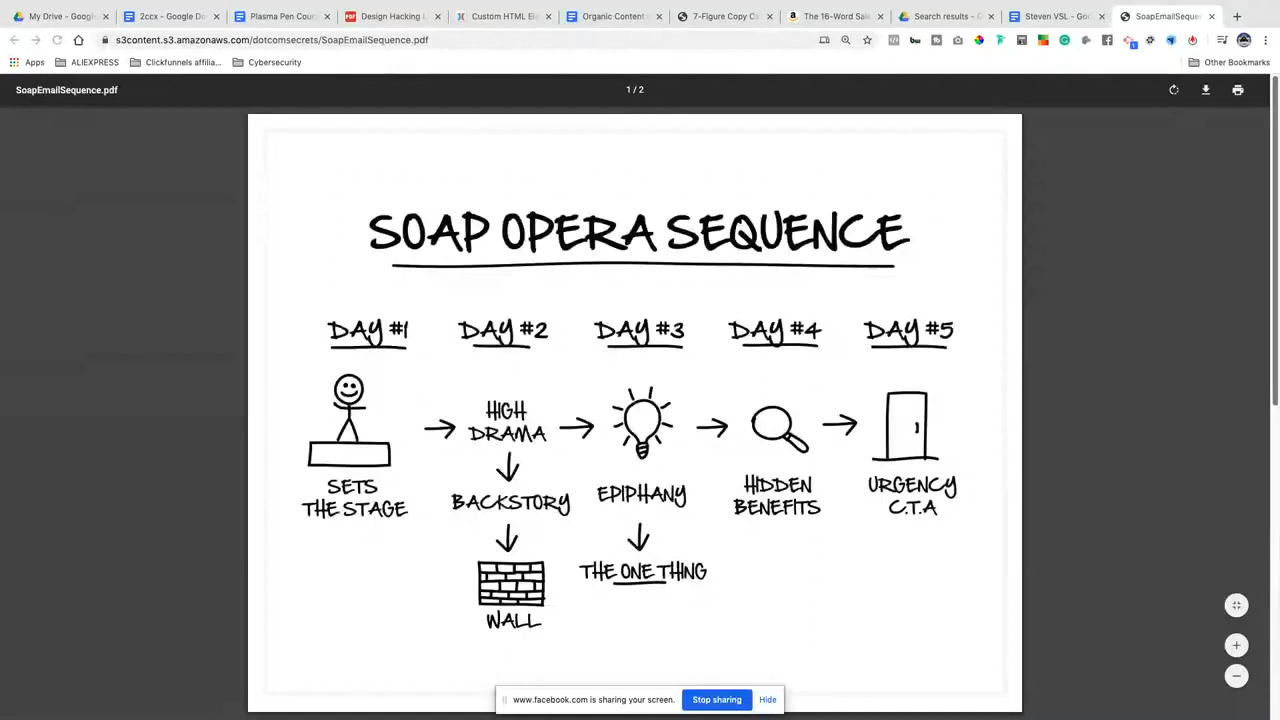 My Drive - Google
2ccx - Google Do
Plasma Pen Cour
Design Hacking L
Custom HTML El
Organic Content
7-Figure Copy Ca
The 16-Word Sal
Search results - G
Steven VSL - Goo
SoapEmailSequen
s3content.s3.amazonaws.com/dotcomsecrets/SoapEmailSequence.pdf
Apps
ALIEXPRESS
Clickfunnels affilia...
Cybersecurity
Other Bookmarks
SoapEmailSequence.pdf
1 / 2
SOAP OPERA SEQUENCE
DAY #1
DAY #2
DAY #3
DAY #4
DAY #5
HIGH
DRAMA
SETS
THE STAGE
BACKSTORY
WALL
EPIPHANY
THE ONE THING
HIDDEN
BENEFITS
URGENCY
C.T.A
www.facebook.com is sharing your screen.
Stop sharing
Hide